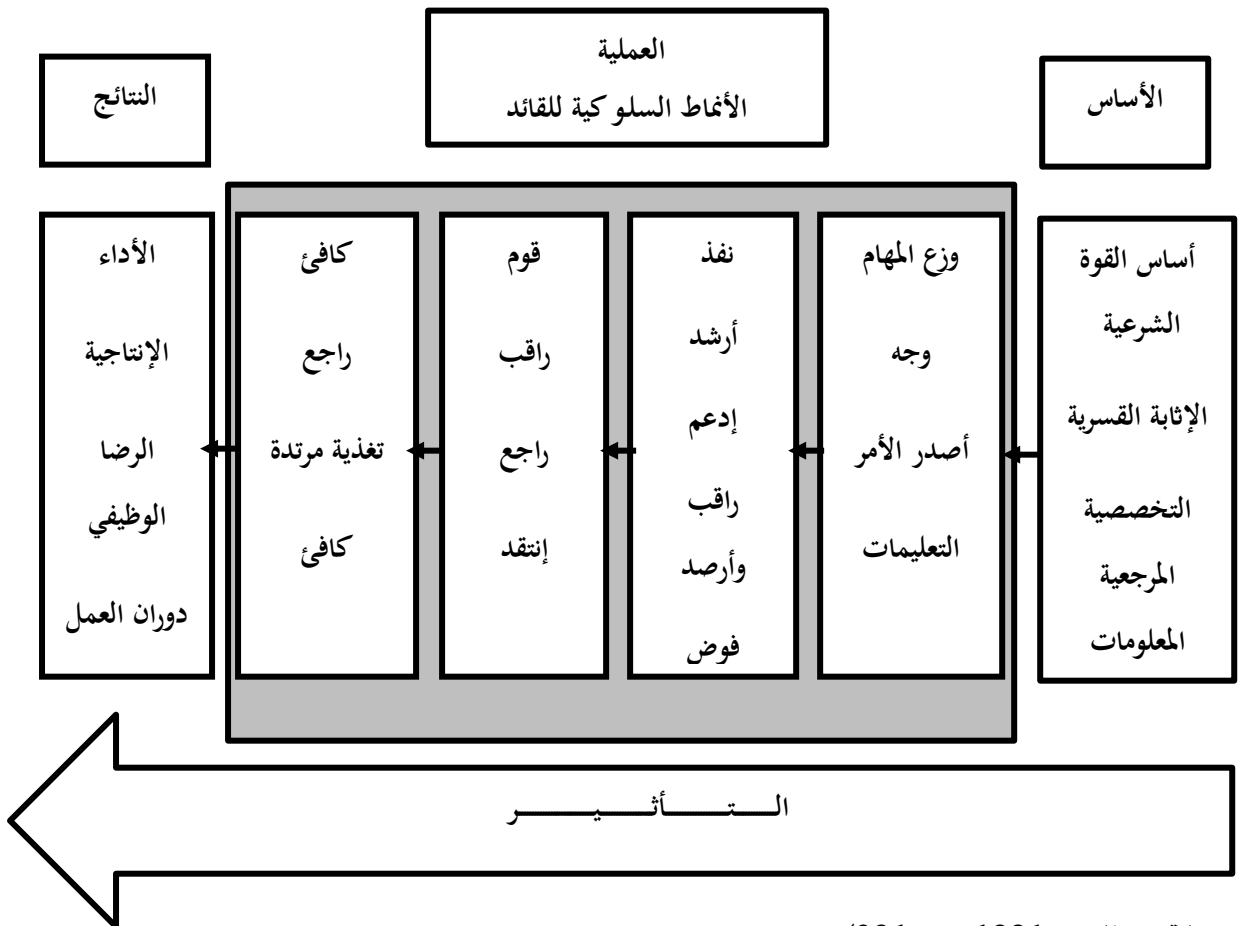 الأساس
العملية
الأنماط السلوكية للقائد
النتائج
أساس القوة
الشرعية
الإثابة القسرية
التخصصية
المرجعية
المعلومات
وزع المهام
وجه
أصدر الأمر
التعليمات
نفذ
أرشد
إدعم
راقب
وأرصد
فوض
قوم
راقب
راجع
إنتقد
كافئ
راجع
تغذية مرتدة
كافئ
الأداء
الإنتاجية
الرضا
الوظيفي
دوران العمل
الـــتـــــأثـــــيـــــــر